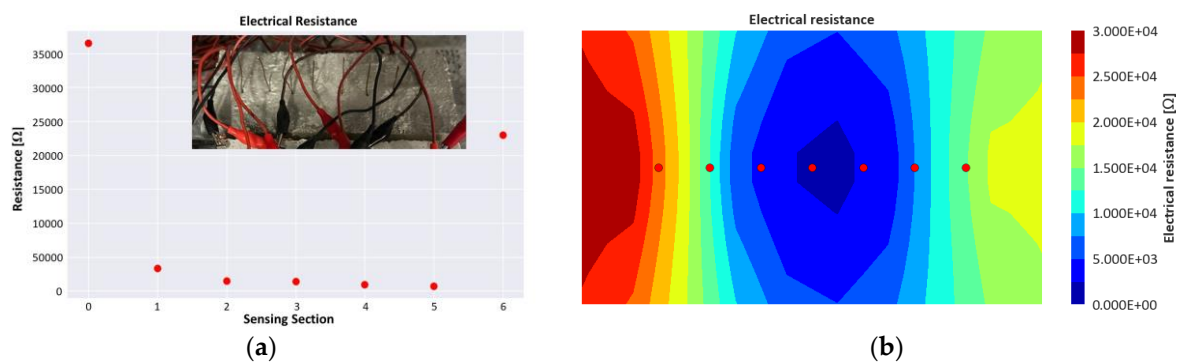 Electrical Resistance
35000
30000
25000
20000
15000
10000
50000
0
Resistance [Ω]
0 1 2 3 4 5 6
Sensing Section
(a)
Electrical resistance
3.000E+04
2.500E+04
2.000E+04
1.500E+04
1.000E+04
5.000E+03
0.000E+00
Electrical resistance [Ω]
(b)